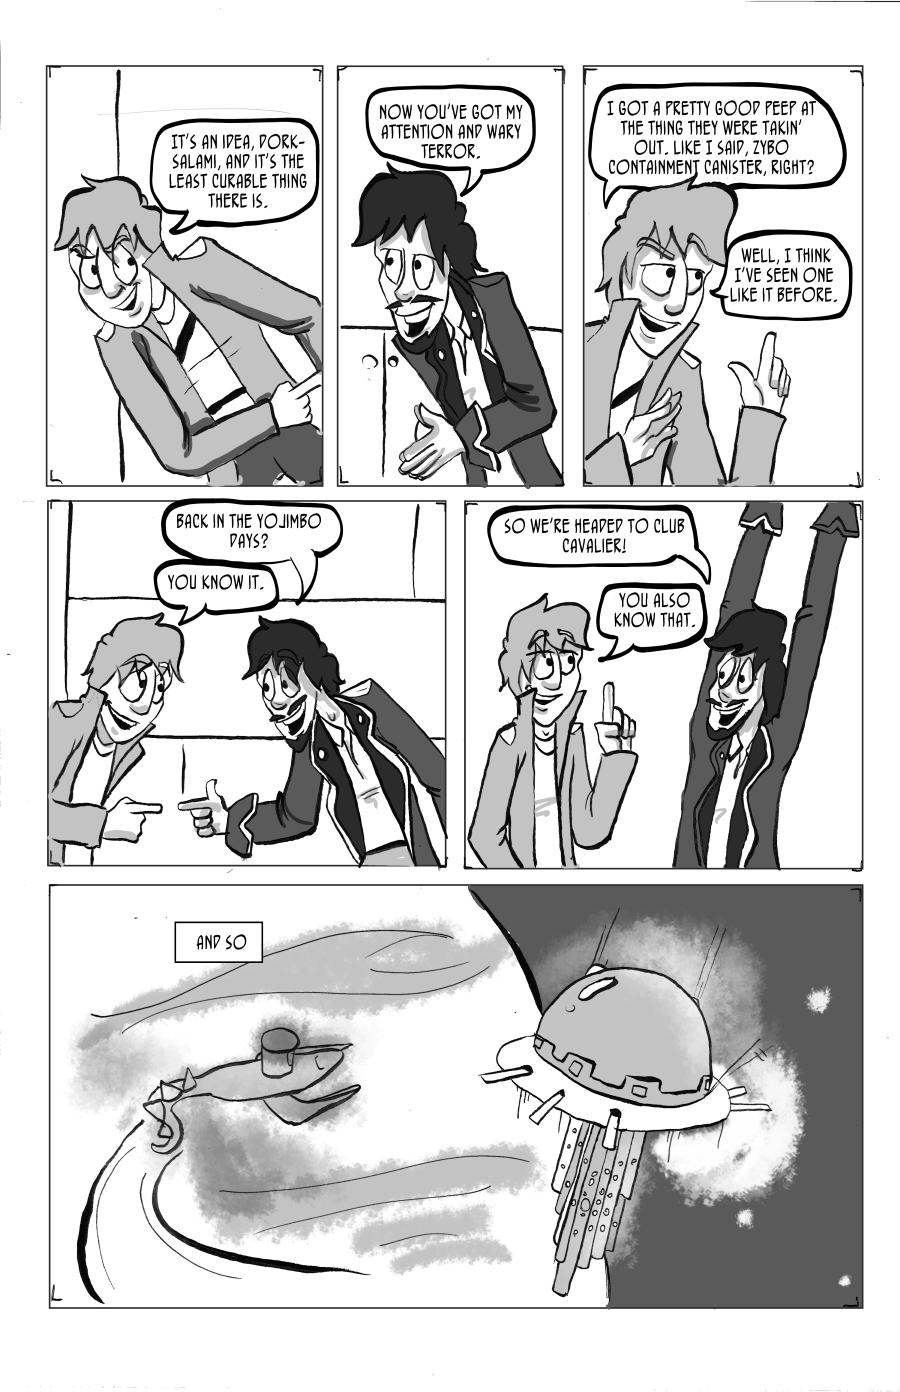 IT'S AN IDEA, DORK-
SALAMI, AND IT'S THE
LEAST CURABLE THING
THERE IS.
NOW YOU'VE GOT MY
ATTENTION AND WARY
TERROR.
I GOT A PRETTY GOOD PEEP AT
THE THING THEY WERE TAKIN'
OUT. LIKE I SAID, ZYBO
CONTAINMENT CANISTER, RIGHT?
WELL, I THINK
I'VE SEEN ONE
LIKE IT BEFORE.
BACK IN THE YOJIMBO
DAYS?
YOU KNOW IT.
SO WE'RE HEADED TO CLUB
CAVALIER!
YOU ALSO
KNOW THAT.
AND SO